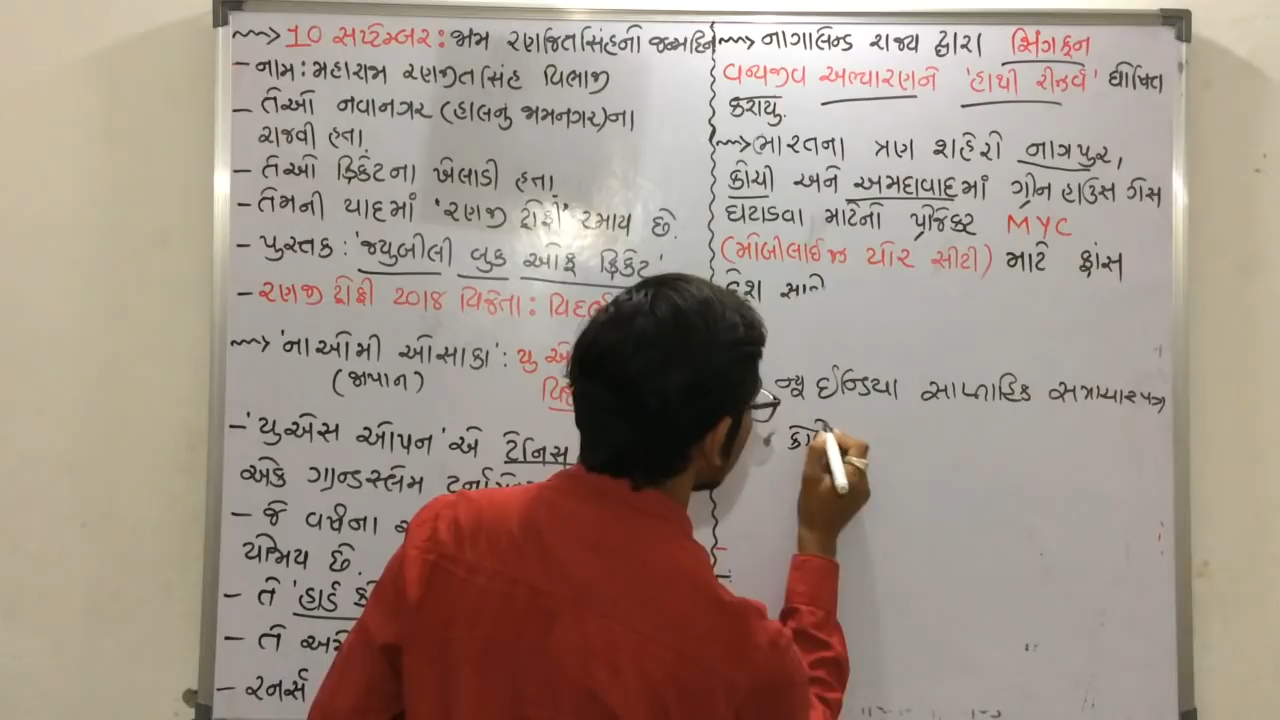 10 સપ્ટેમ્બર : જામ રણજિતસિંહની જન્મદિન
– નામ : મહારાજા રણજીતસિંહ વિભાજી
– તેઓ નવાનગર (હાલનું જામનગર)ના
રાજવી હતા.
– તેઓ ક્રિકેટના ખેલાડી હતા.
– તેમની યાદમાં 'રણજી ટ્રોફી' રમાય છે.
– પુસ્તક : 'જ્યુબીલી બુક ઓફ ક્રિકેટ'
– રણજી ટ્રોફી 2018 વિજેતા : વિદર્ભ
'નાઓમી ઓસાકા' : યુ એ
(જાપાન)
– 'યુએસ ઓપન' એ ટેનિસ
એક ગ્રાન્ડસ્લેમ
– જે વર્ષના
યોજાય છે.
– તે 'હાર્ડ
– તે
– રનર્સ
નાગાલેન્ડ રાજ્ય દ્વારા સિંગફન
વન્યજીવ અભ્યારણને 'હાથી રીઝર્વ' ઘોષિત
કરાયુ.
ભારતના ત્રણ શહેરો નાગપુર,
કોચી અને અમદાવાદમાં ગ્રીન હાઉસ ગેસ
ઘટાડવા માટેની પ્રોજેક્ટ MYC
(મોબીલાઈઝ યોર સીટી) માટે ફ્રાંસ
દેશ સાથે
ન્યૂ ઈન્ડિયા સાપ્તાહિક સમાચારપત્ર